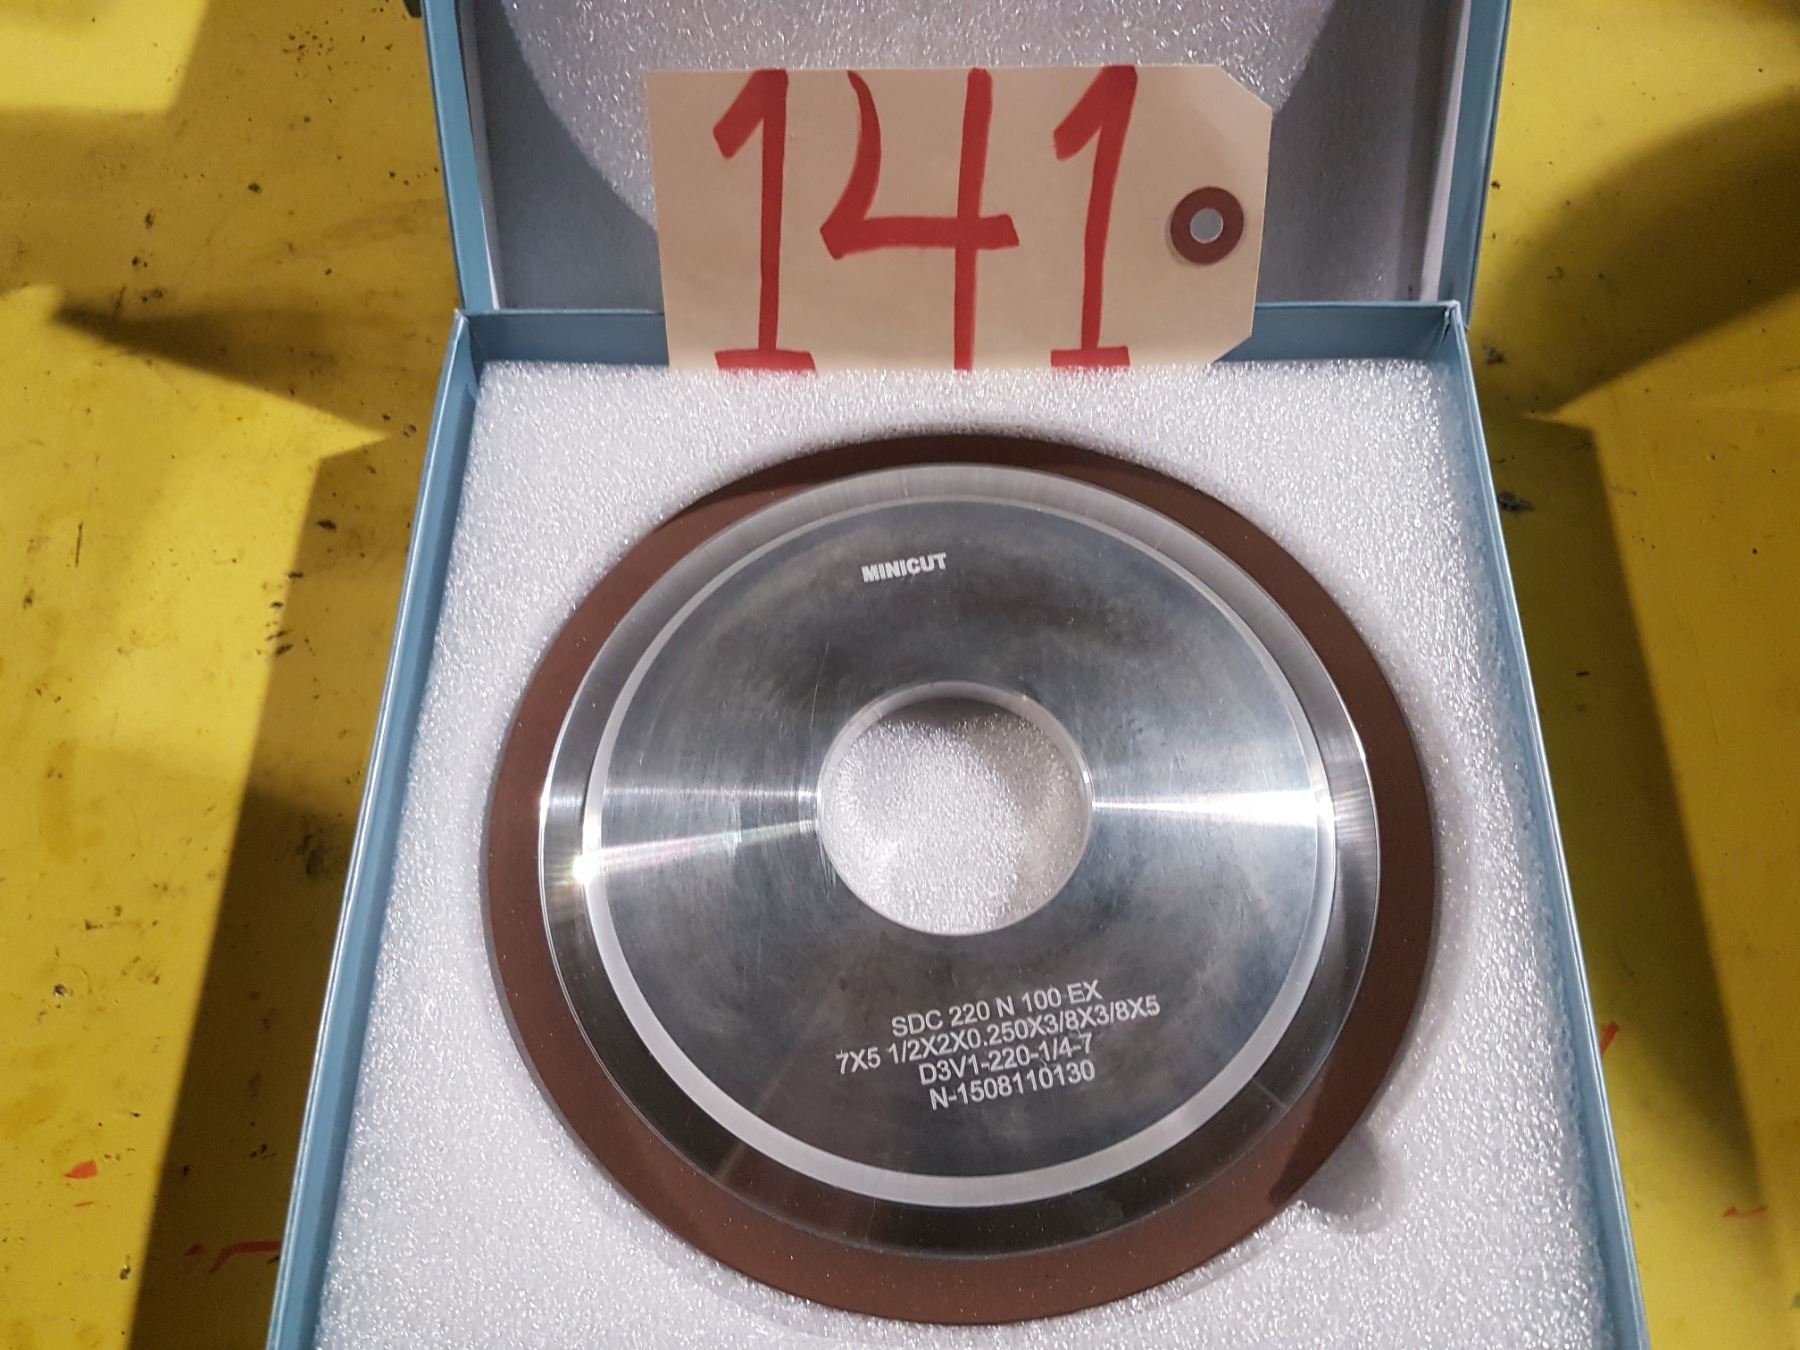 141
MINICUT
SDC 220 N 100 EX
7X5 1/2X2X0.250X3/8X3/8X5
D3V1-220-1/4-7
N-1508110130